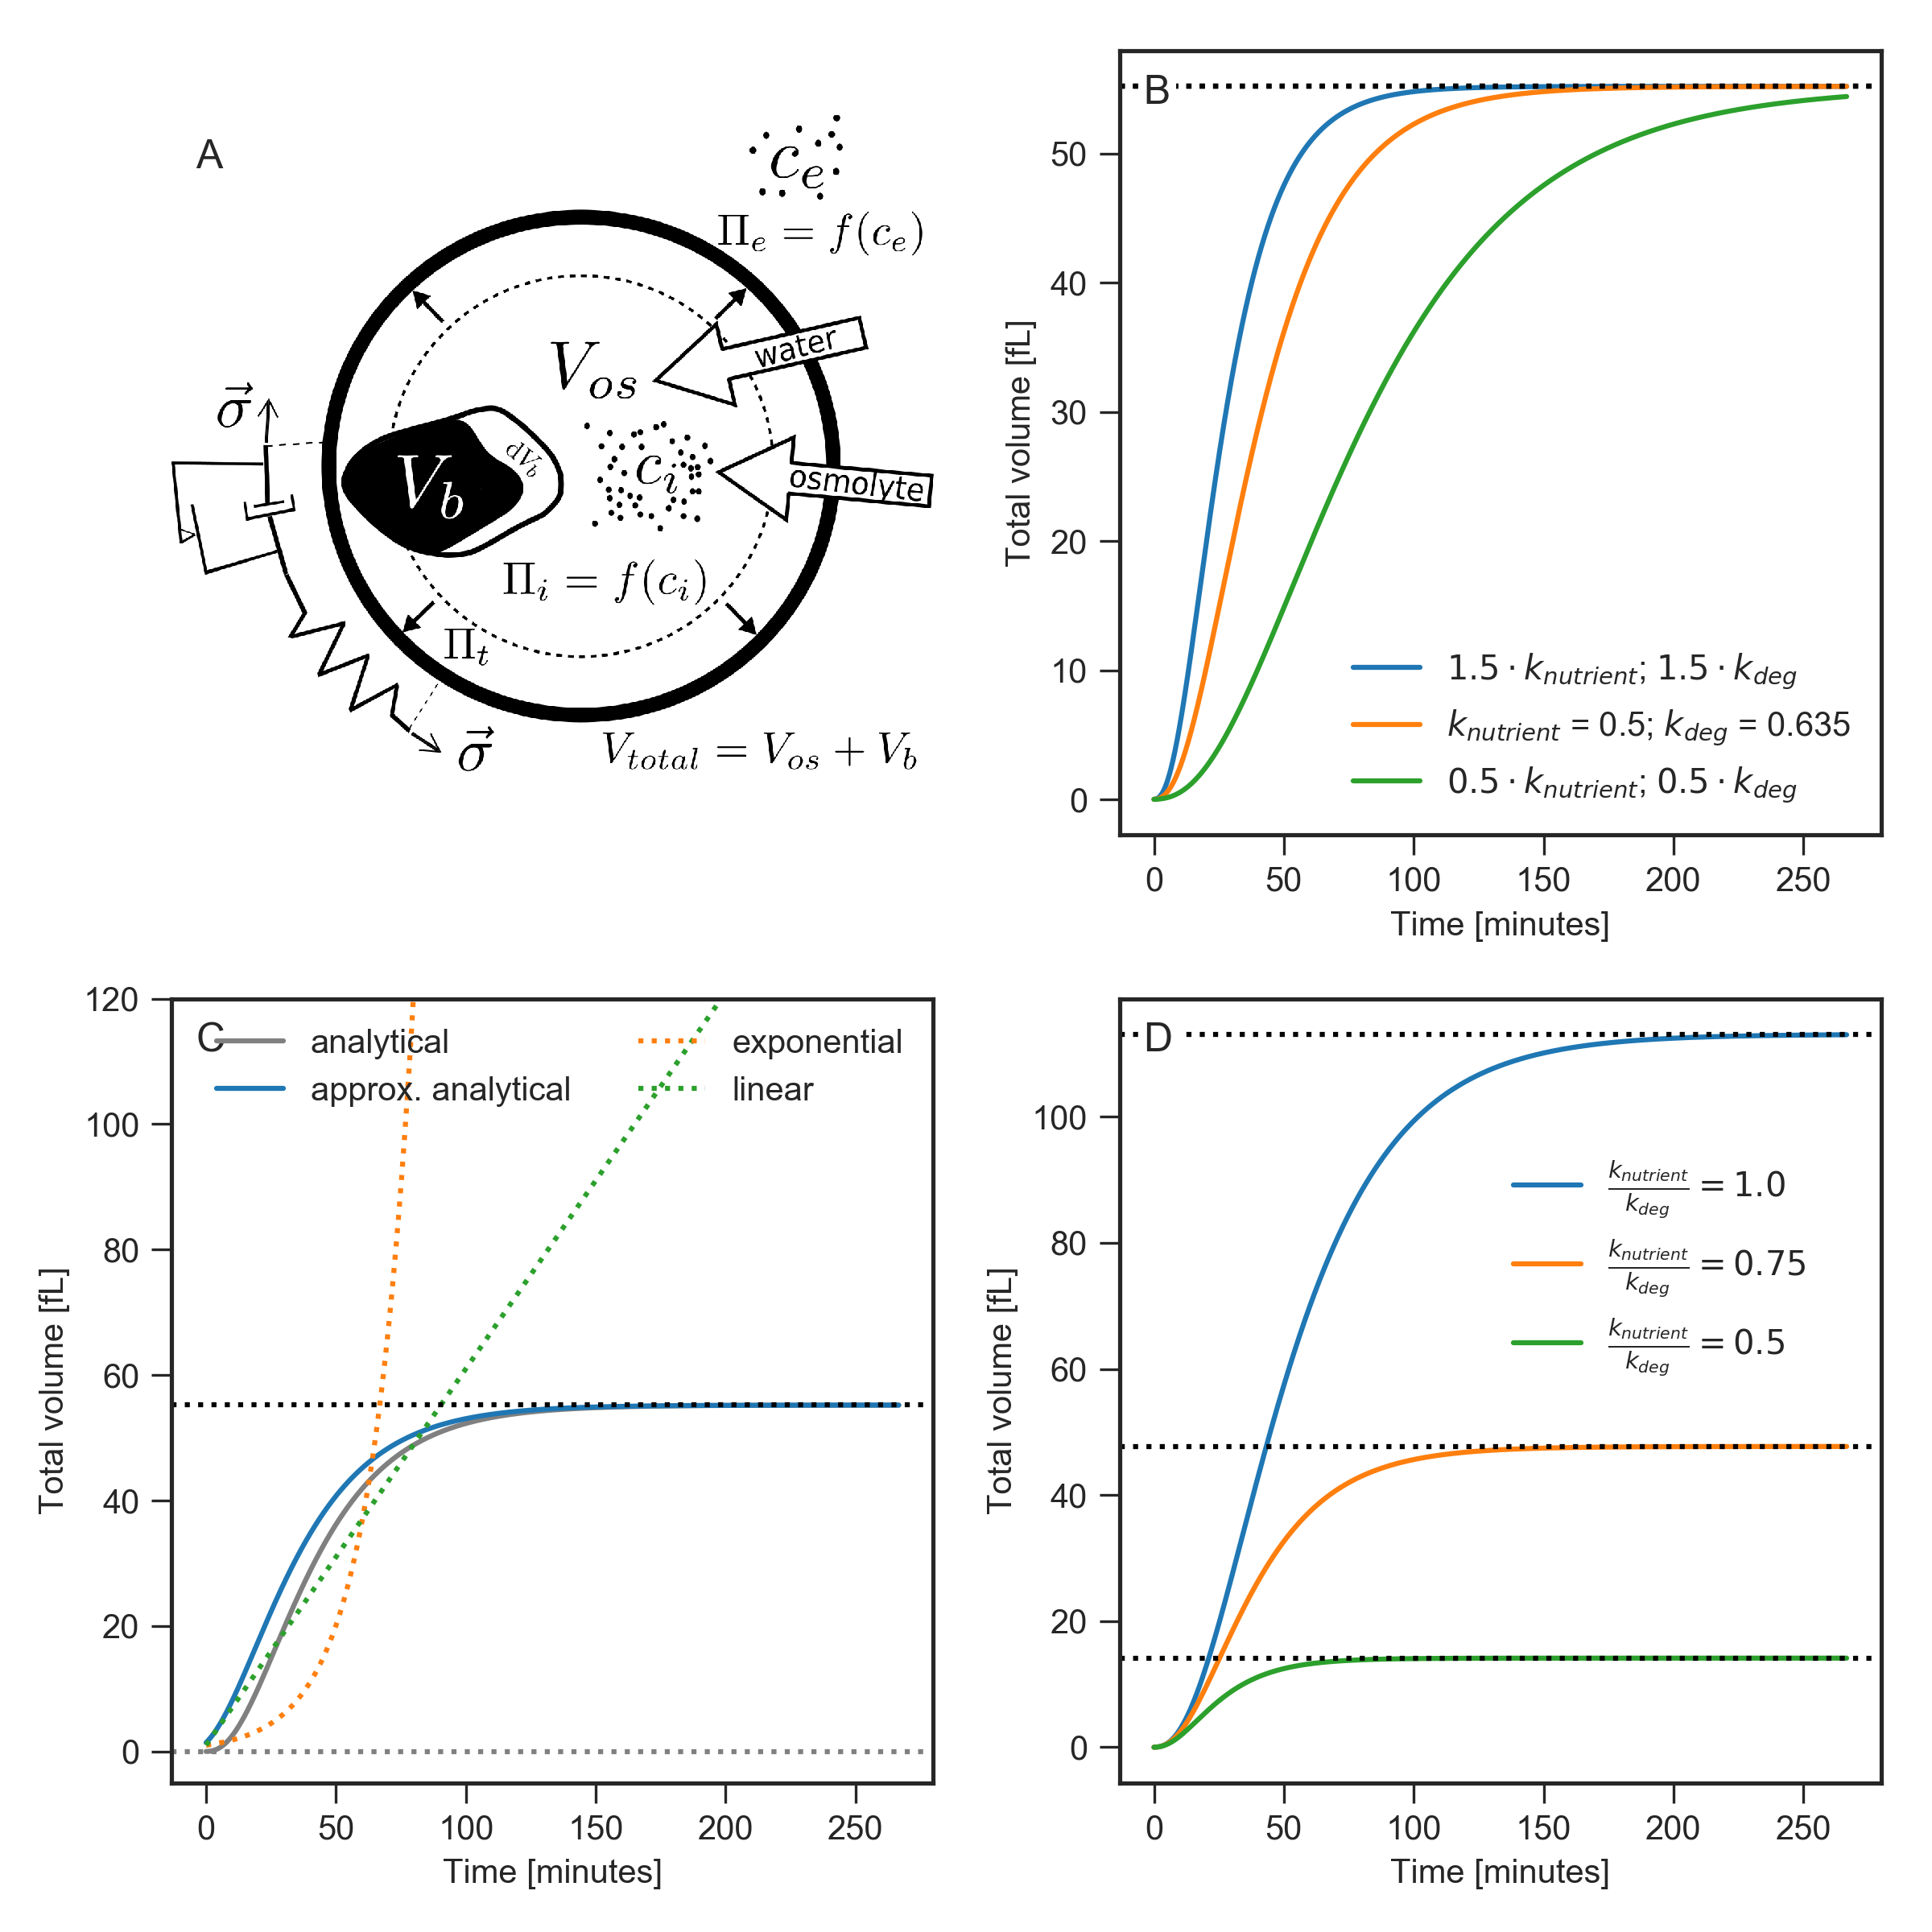 A
c_e
Π_e = f(c_e)
water
V_os
σ⃗
dV_b
V_b
c_i
osmolyte
Π_i = f(c_i)
Π_t
σ⃗
V_total = V_os + V_b
B
50
40
30
20
10
0
Total volume [fL]
1.5 · k_nutrient; 1.5 · k_deg
k_nutrient = 0.5; k_deg = 0.635
0.5 · k_nutrient; 0.5 · k_deg
0 50 100 150 200 250
Time [minutes]
C
analytical
approx. analytical
exponential
linear
120
100
80
60
40
20
0
Total volume [fL]
0 50 100 150 200 250
Time [minutes]
D
100
80
60
40
20
0
Total volume [fL]
k_nutrient/k_deg = 1.0
k_nutrient/k_deg = 0.75
k_nutrient/k_deg = 0.5
0 50 100 150 200 250
Time [minutes]